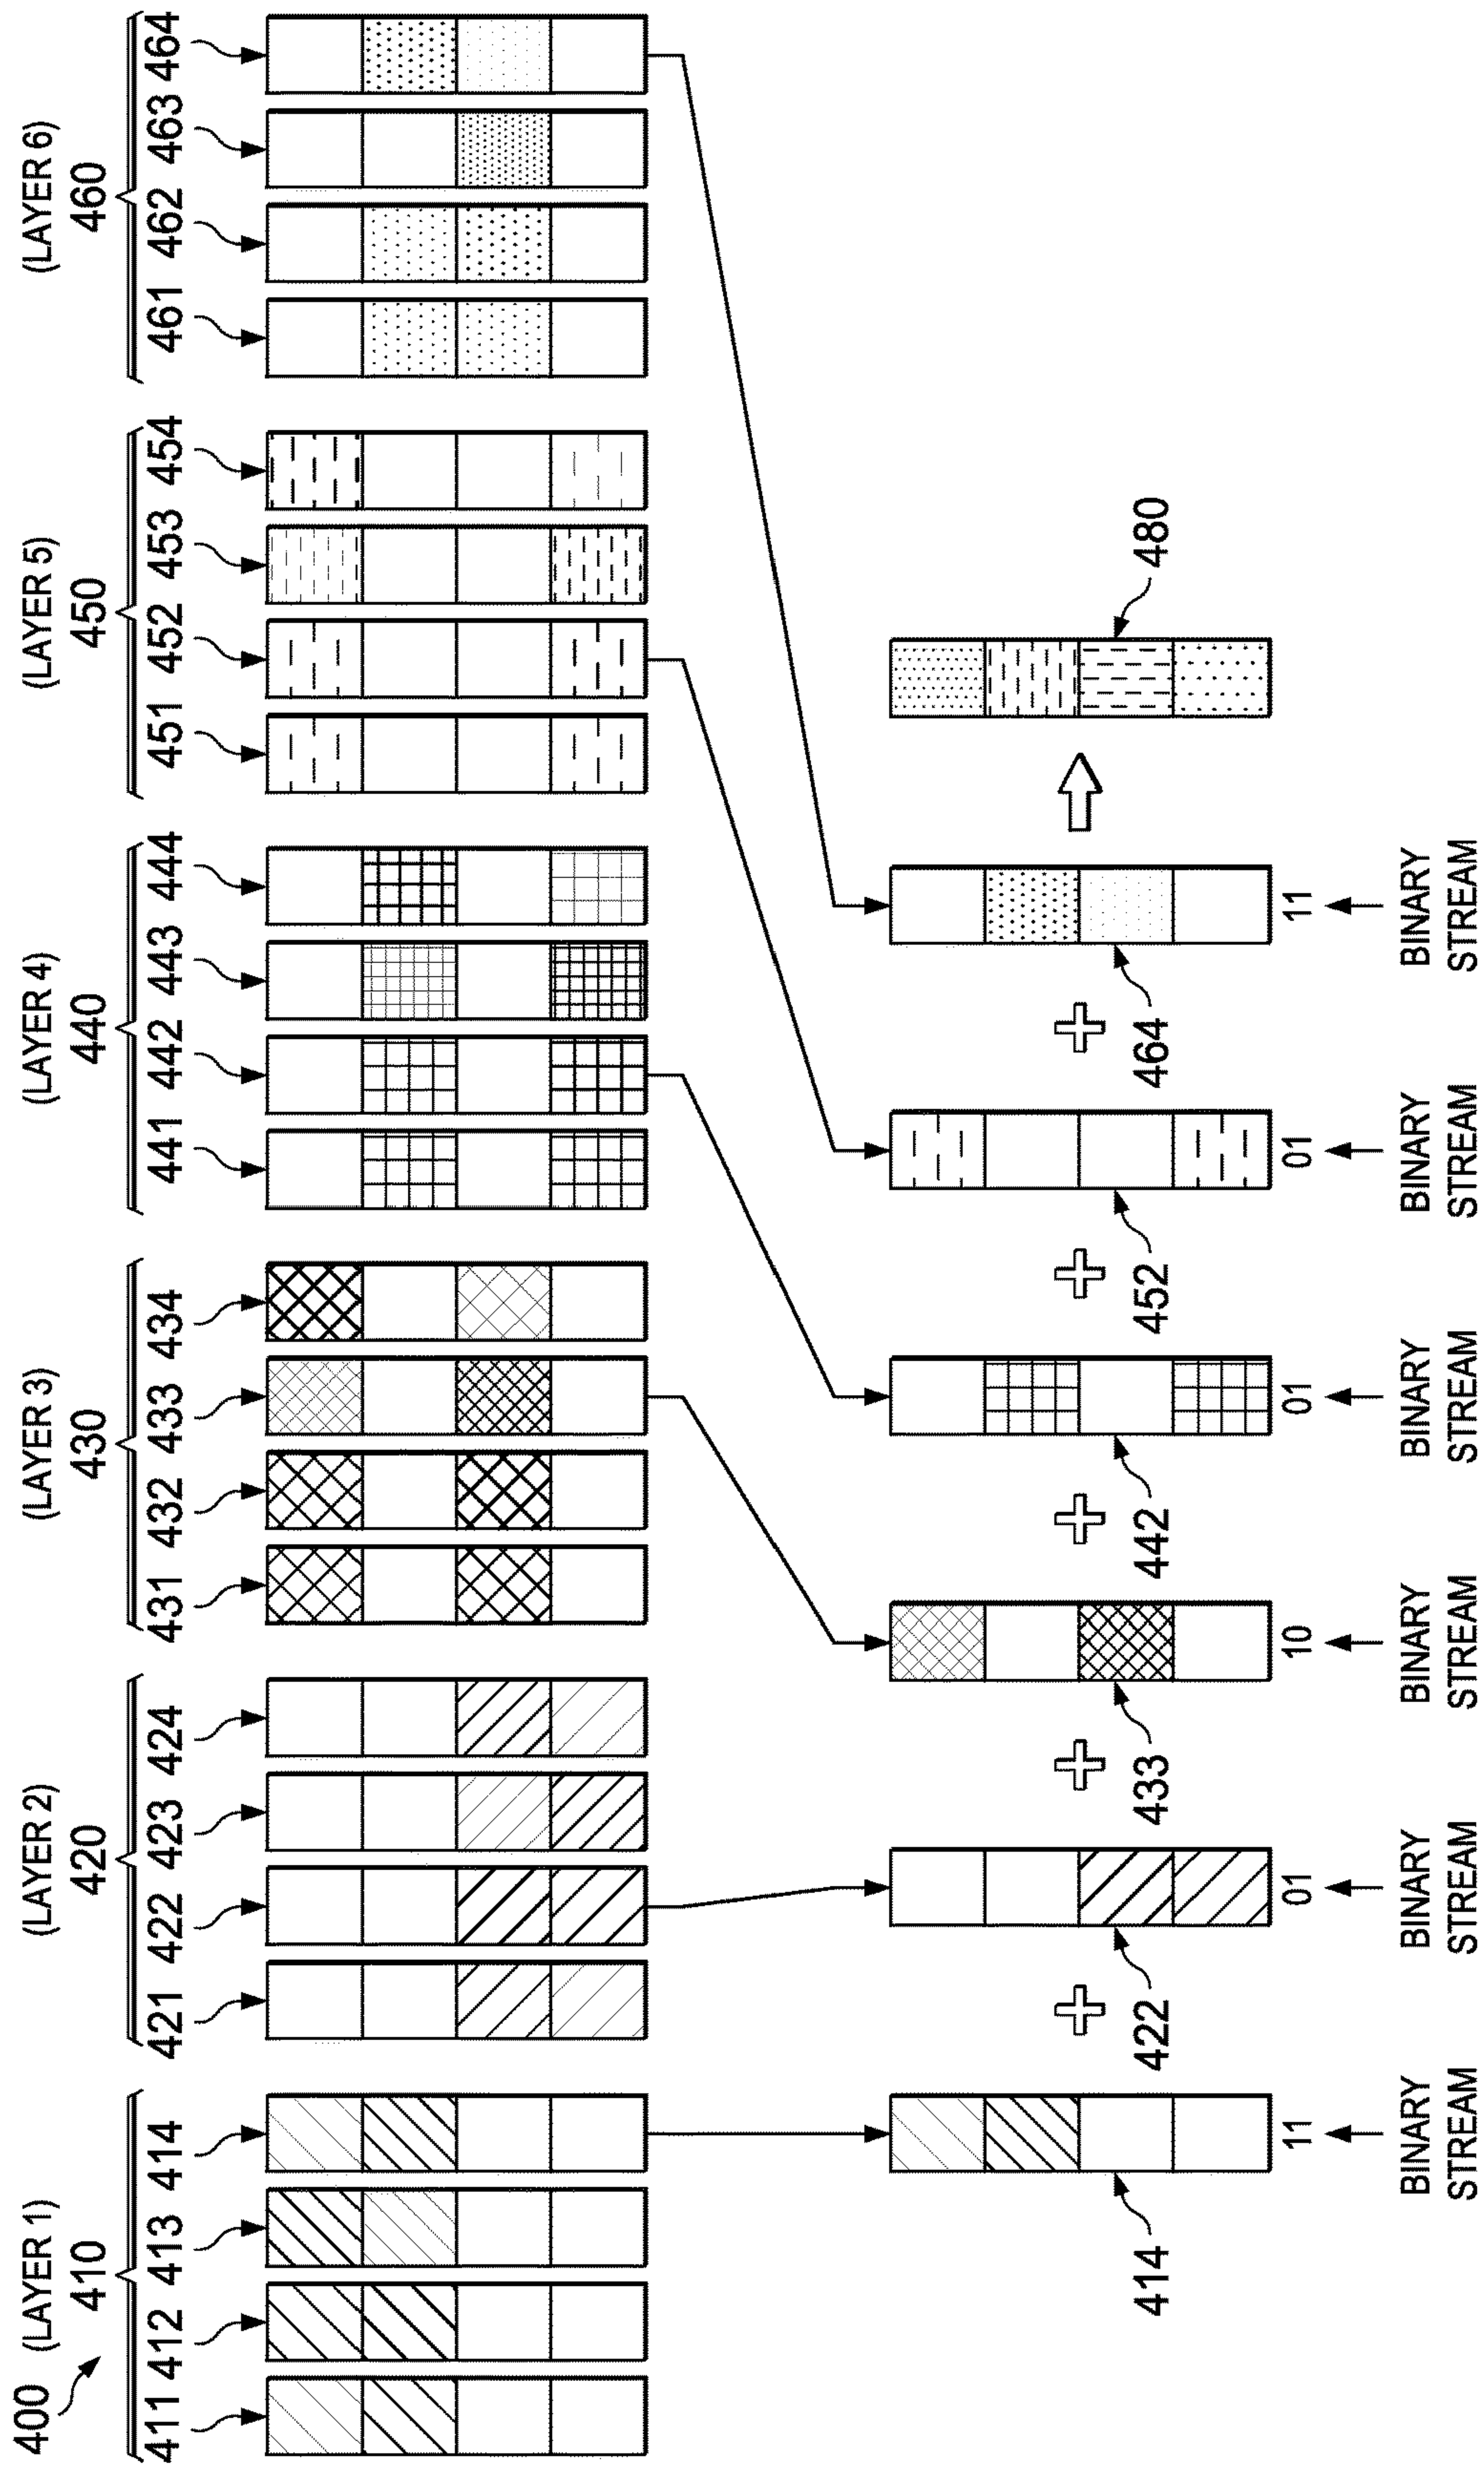 400
(LAYER 1)
410
411 412 413 414
(LAYER 2)
420
421 422 423 424
(LAYER 3)
430
431 432 433 434
(LAYER 4)
440
441 442 443 444
(LAYER 5)
450
451 452 453 454
(LAYER 6)
460
461 462 463 464
414 + 422 + 433 + 442 + 452 + 464
480
11 01 10 01 01 11
BINARY
STREAM
BINARY
STREAM
BINARY
STREAM
BINARY
STREAM
BINARY
STREAM
BINARY
STREAM